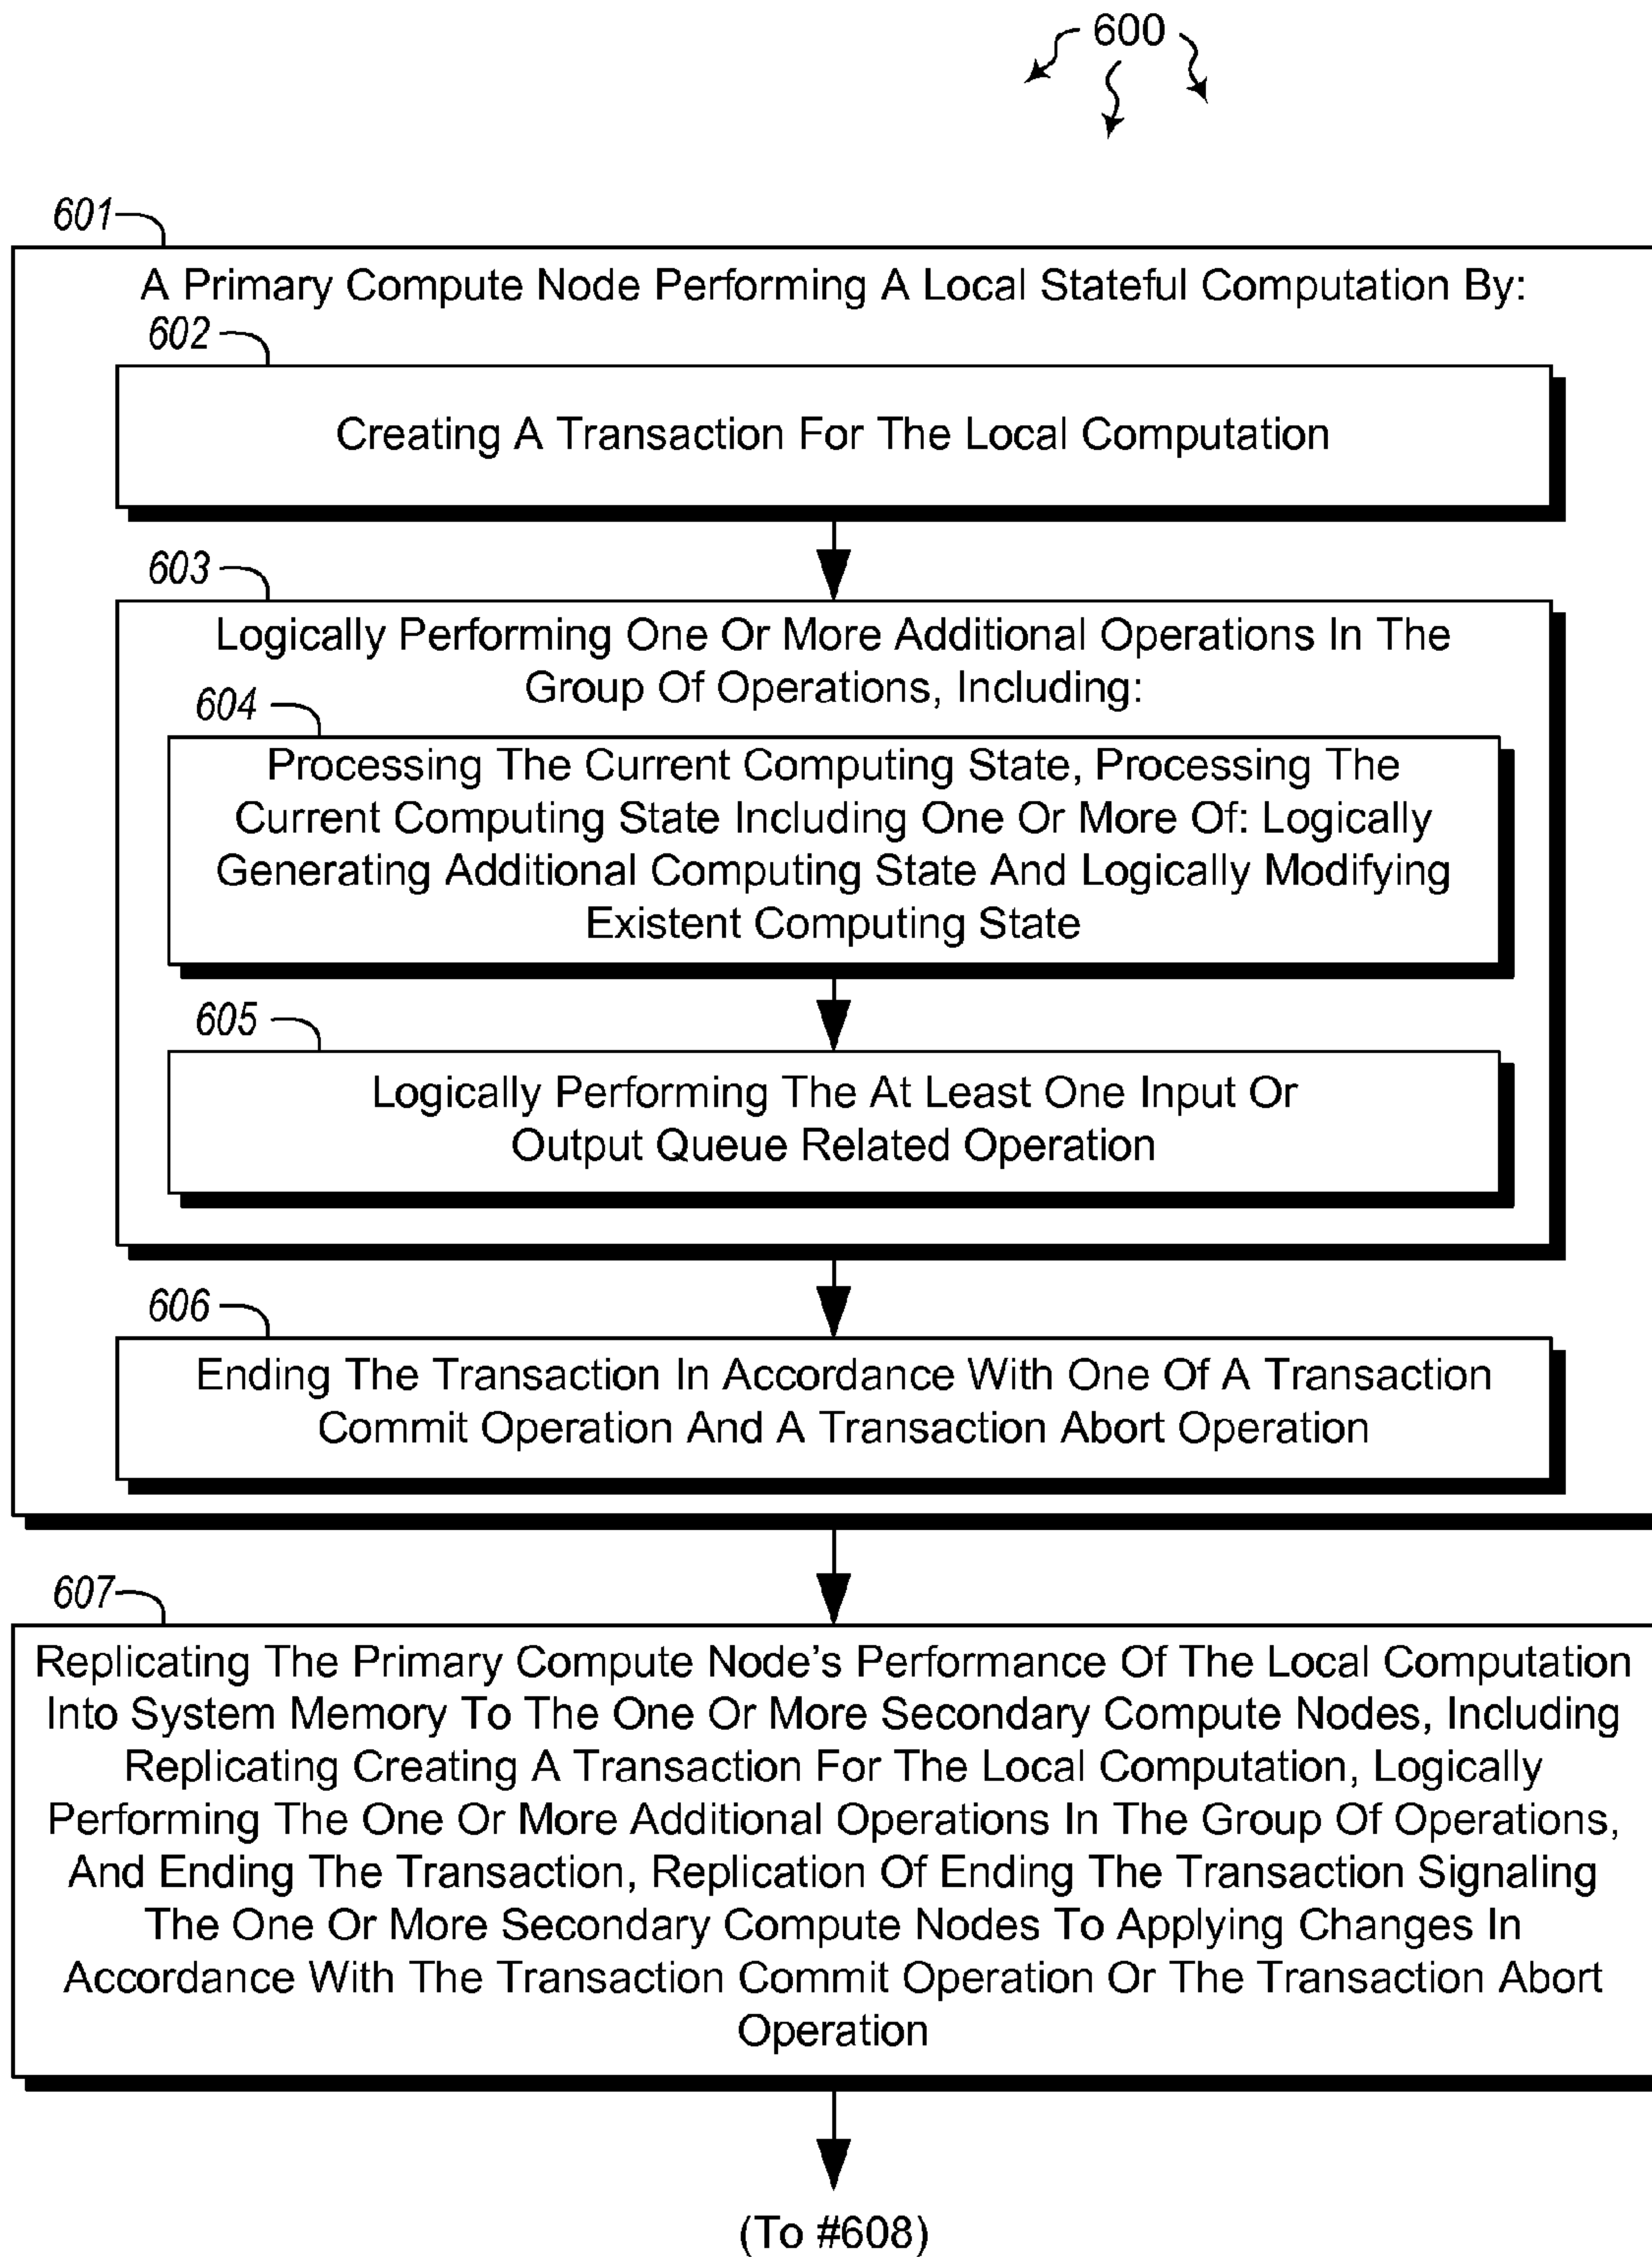 600
601
A Primary Compute Node Performing A Local Stateful Computation By:
602
Creating A Transaction For The Local Computation
603
Logically Performing One Or More Additional Operations In The
Group Of Operations, Including:
604
Processing The Current Computing State, Processing The
Current Computing State Including One Or More Of: Logically
Generating Additional Computing State And Logically Modifying
Existent Computing State
605
Logically Performing The At Least One Input Or
Output Queue Related Operation
606
Ending The Transaction In Accordance With One Of A Transaction
Commit Operation And A Transaction Abort Operation
607
Replicating The Primary Compute Node's Performance Of The Local Computation
Into System Memory To The One Or More Secondary Compute Nodes, Including
Replicating Creating A Transaction For The Local Computation, Logically
Performing The One Or More Additional Operations In The Group Of Operations,
And Ending The Transaction, Replication Of Ending The Transaction Signaling
The One Or More Secondary Compute Nodes To Applying Changes In
Accordance With The Transaction Commit Operation Or The Transaction Abort
Operation
(To #608)